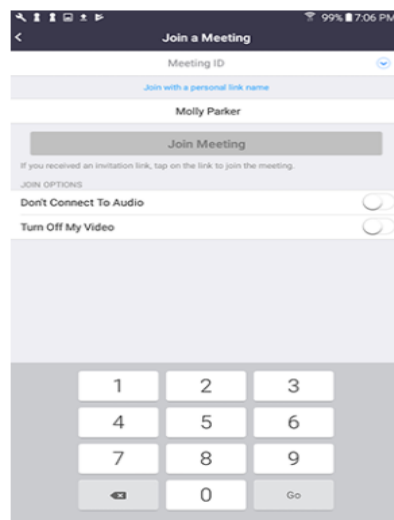 99% 7:06 PM
Join a Meeting
Meeting ID
Join with a personal link name
Molly Parker
Join Meeting
If you received an invitation link, tap on the link to join the meeting.
JOIN OPTIONS
Don't Connect To Audio
Turn Off My Video
1 2 3
4 5 6
7 8 9
0 Go